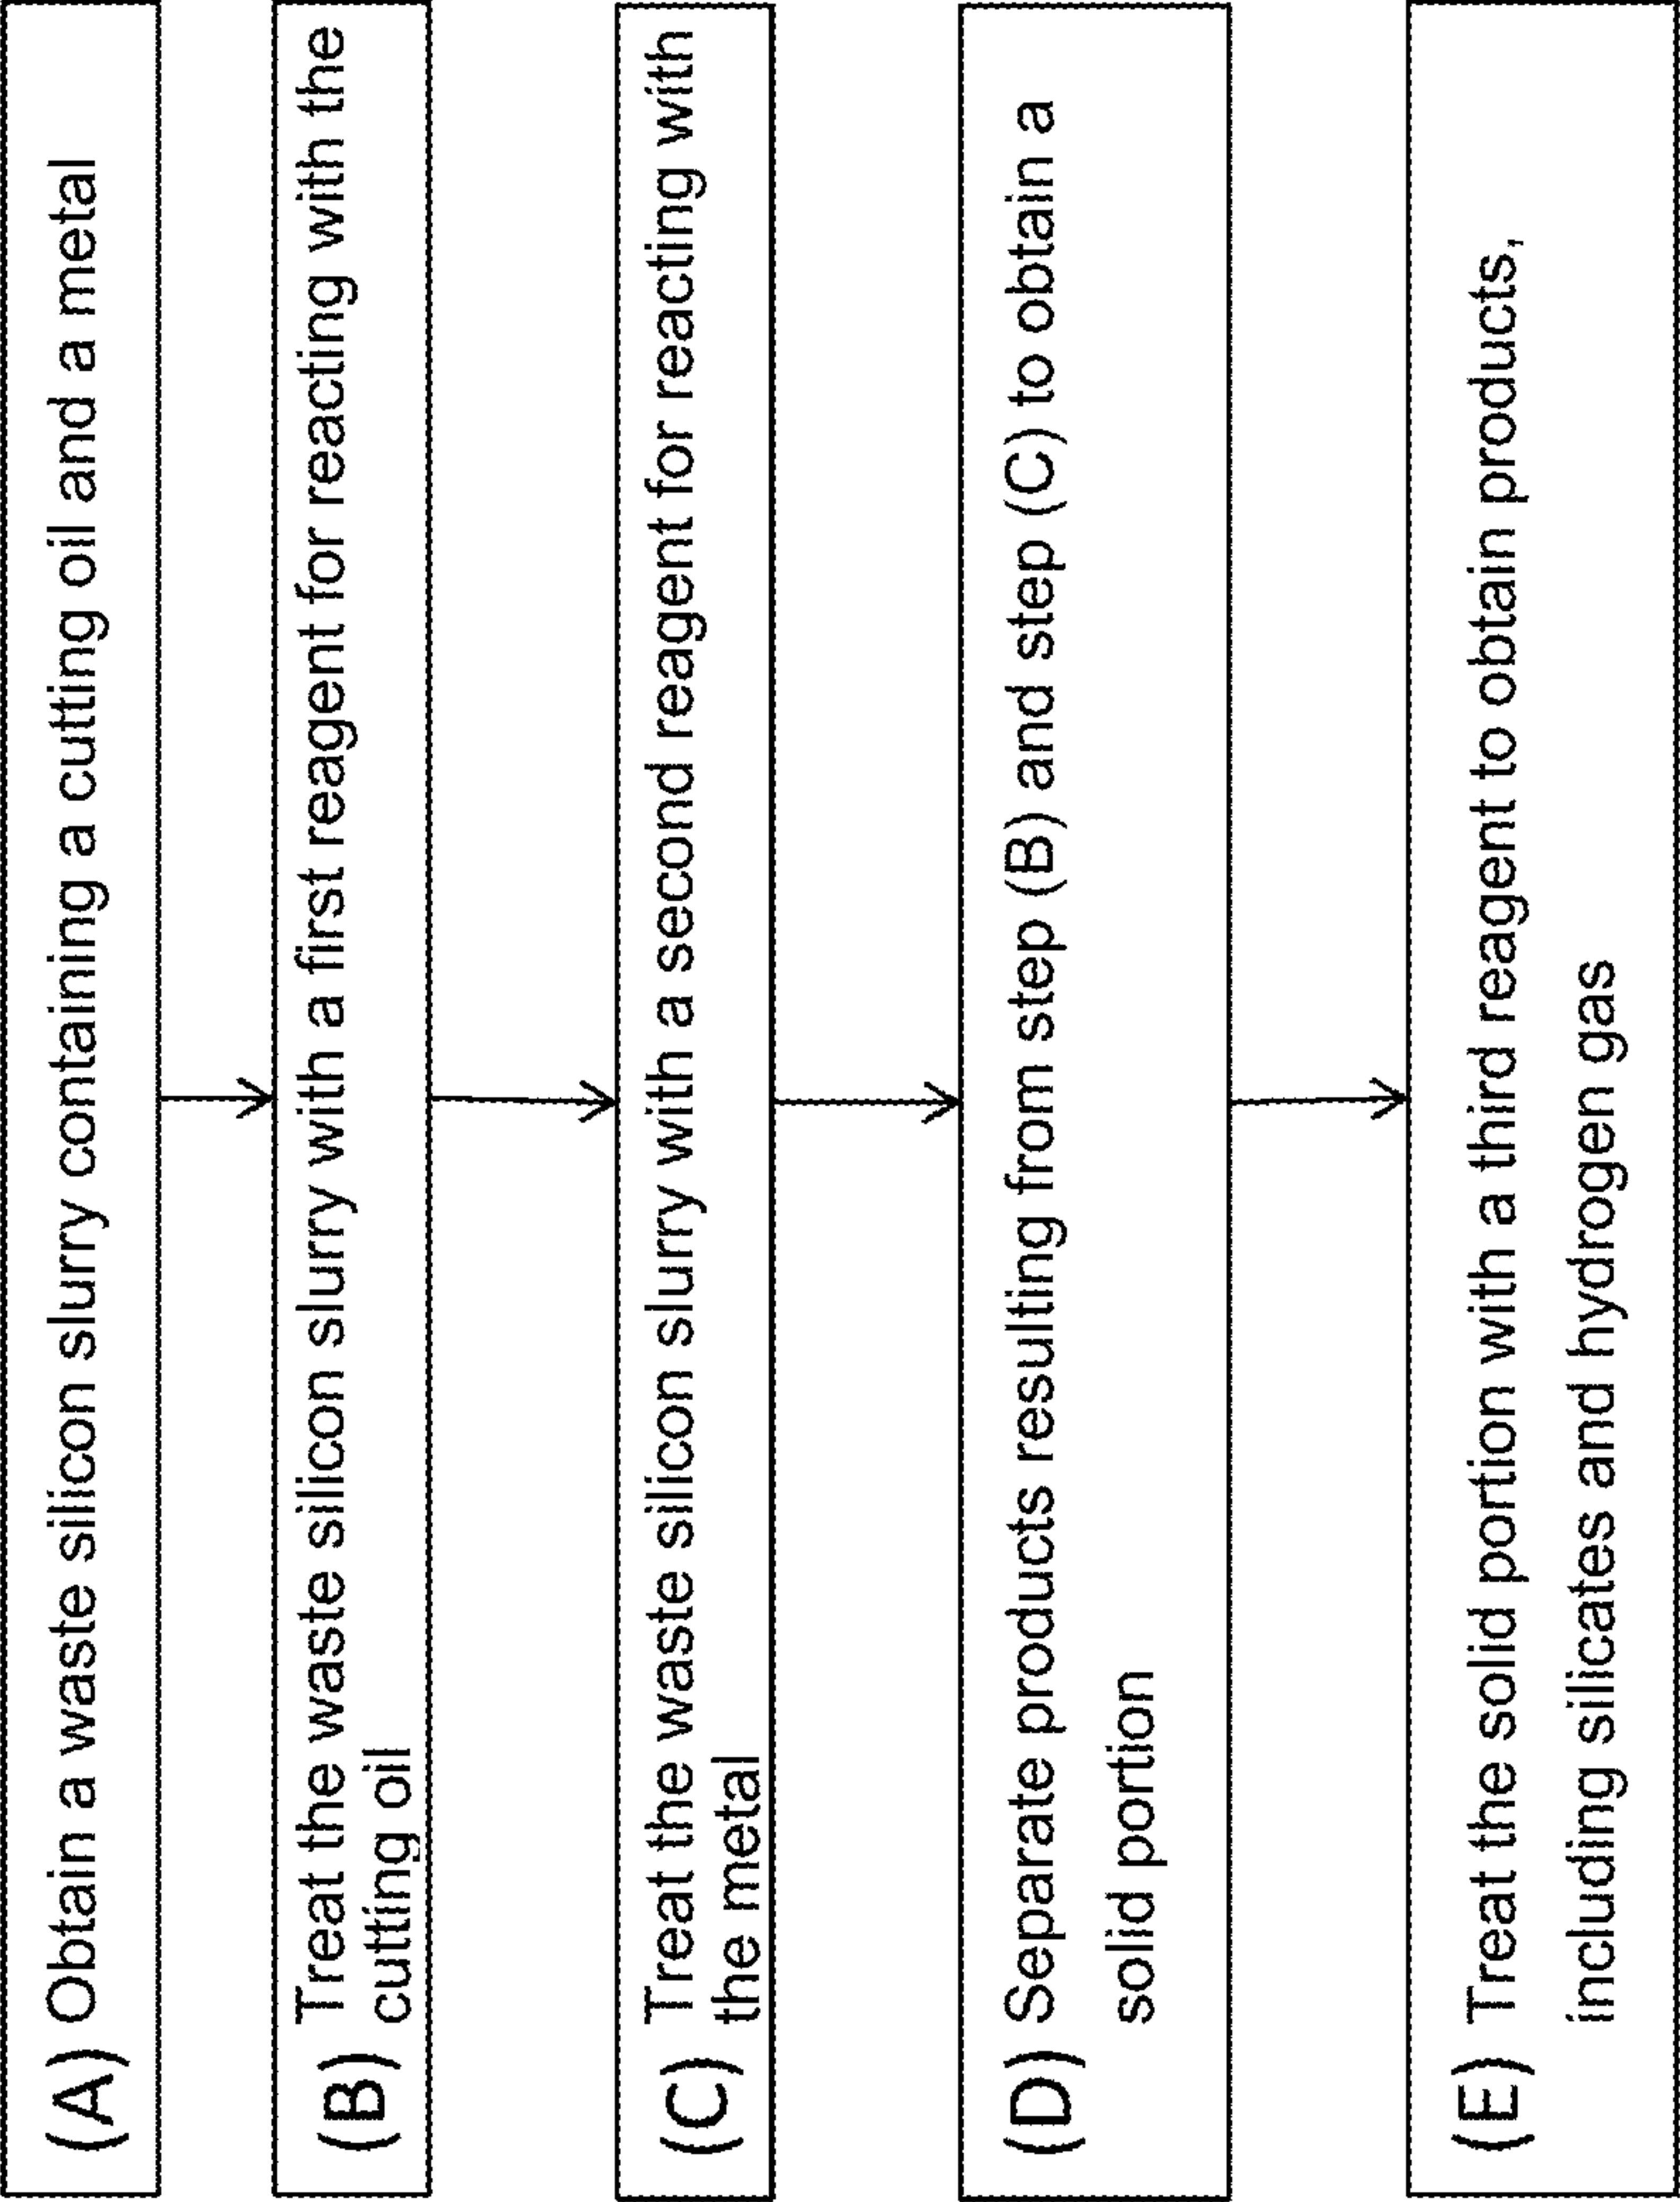 (A) Obtain a waste silicon slurry containing a cutting oil and a metal
(B) Treat the waste silicon slurry with a first reagent for reacting with the
cutting oil
(C) Treat the waste silicon slurry with a second reagent for reacting with
the metal
(D) Separate products resulting from step (B) and step (C) to obtain a
solid portion
(E) Treat the solid portion with a third reagent to obtain products,
including silicates and hydrogen gas